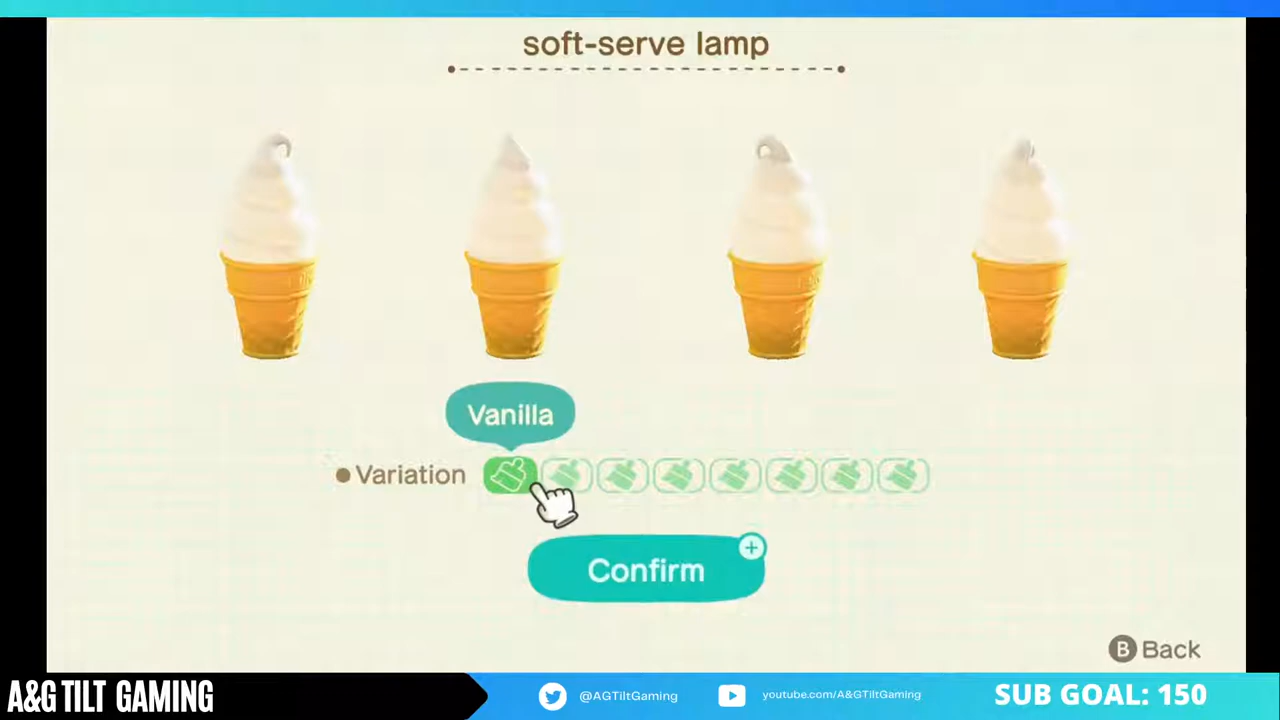 soft-serve lamp
Vanilla
Variation
Confirm
B Back
A&G TILT GAMING
@AGTiltGaming
youtube.com/A&GTiltGaming
SUB GOAL: 150